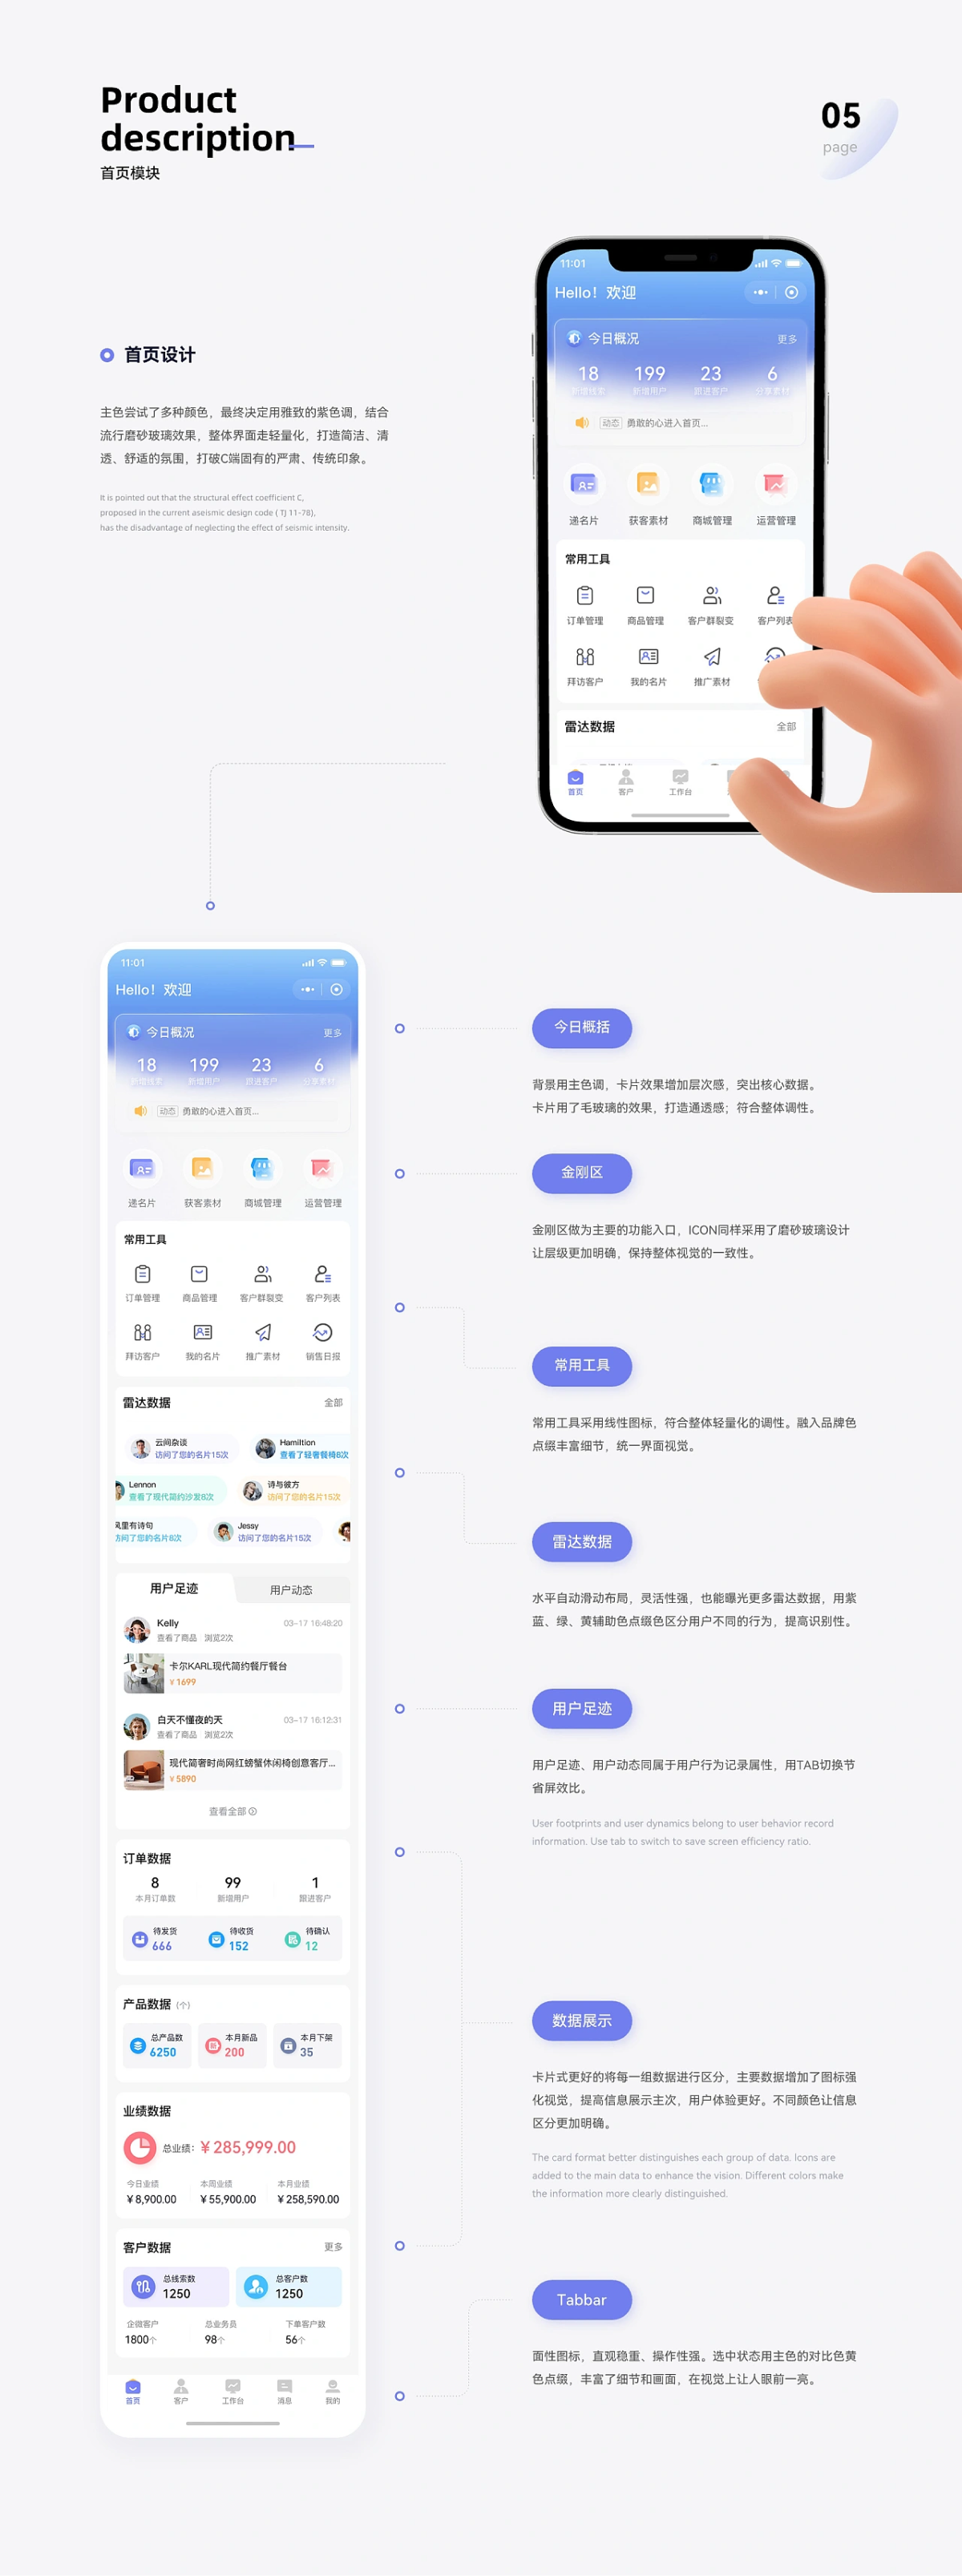 Product
description
首页模块
05
page
首页设计
主色尝试了多种颜色，最终决定用雅致的紫色调，结合
流行磨砂玻璃效果，整体界面走轻量化，打造简洁、清
透、舒适的氛围，打破C端固有的严肃、传统印象。
It is pointed out that the structural effect coefficient C,
proposed in the current aseismic design code ( TJ 11-78),
has the disadvantage of neglecting the effect of seismic intensity.
11:01
Hello！欢迎
今日概况
更多
18 199 23 6
新增线索 新增用户 跟进客户 分享素材
动态 勇敢的心进入首页...
递名片 获客素材 商城管理 运营管理
常用工具
订单管理 商品管理 客户群裂变 客户列表
拜访客户 我的名片 推广素材
雷达数据
全部
首页 客户 工作台
11:01
Hello！欢迎
今日概况
更多
18 199 23 6
新增线索 新增用户 跟进客户 分享素材
动态 勇敢的心进入首页...
递名片 获客素材 商城管理 运营管理
常用工具
订单管理 商品管理 客户群裂变 客户列表
拜访客户 我的名片 推广素材 销售日报
雷达数据
全部
云间杂谈
访问了您的名片15次
Hamiltion
查看了轻奢餐椅8次
Lennon
查看了现代简约沙发8次
诗与彼方
访问了您的名片15次
风里有诗句
访问了您的名片8次
Jessy
访问了您的名片15次
用户足迹 用户动态
Kelly
03-17 16:48:20
查看了商品 浏览2次
卡尔KARL现代简约餐厅餐台
¥1699
白天不懂夜的天
03-17 16:12:31
查看了商品 浏览2次
现代简奢时尚网红螃蟹休闲椅创意客厅...
¥5890
查看全部
订单数据
8 99 1
本月订单数 新增用户 跟进客户
待发货 待收货 待确认
666 152 12
产品数据 (个)
总产品数 本月新品 本月下架
6250 200 35
业绩数据
总业绩：¥285,999.00
今日业绩 本周业绩 本月业绩
¥8,900.00 ¥55,900.00 ¥258,590.00
客户数据
更多
总线索数 总客户数
1250 1250
企微客户 总业务员 下单客户数
1800个 98个 56个
首页 客户 工作台 消息 我的
今日概括
背景用主色调，卡片效果增加层次感，突出核心数据。
卡片用了毛玻璃的效果，打造通透感；符合整体调性。
金刚区
金刚区做为主要的功能入口，ICON同样采用了磨砂玻璃设计
让层级更加明确，保持整体视觉的一致性。
常用工具
常用工具采用线性图标，符合整体轻量化的调性。融入品牌色
点缀丰富细节，统一界面视觉。
雷达数据
水平自动滑动布局，灵活性强，也能曝光更多雷达数据，用紫
蓝、绿、黄辅助色点缀色区分用户不同的行为，提高识别性。
用户足迹
用户足迹、用户动态同属于用户行为记录属性，用TAB切换节
省屏效比。
User footprints and user dynamics belong to user behavior record
information. Use tab to switch to save screen efficiency ratio.
数据展示
卡片式更好的将每一组数据进行区分，主要数据增加了图标强
化视觉，提高信息展示主次，用户体验更好。不同颜色让信息
区分更加明确。
The card format better distinguishes each group of data. Icons are
added to the main data to enhance the vision. Different colors make
the information more clearly distinguished.
Tabbar
面性图标，直观稳重、操作性强。选中状态用主色的对比色黄
色点缀，丰富了细节和画面，在视觉上让人眼前一亮。